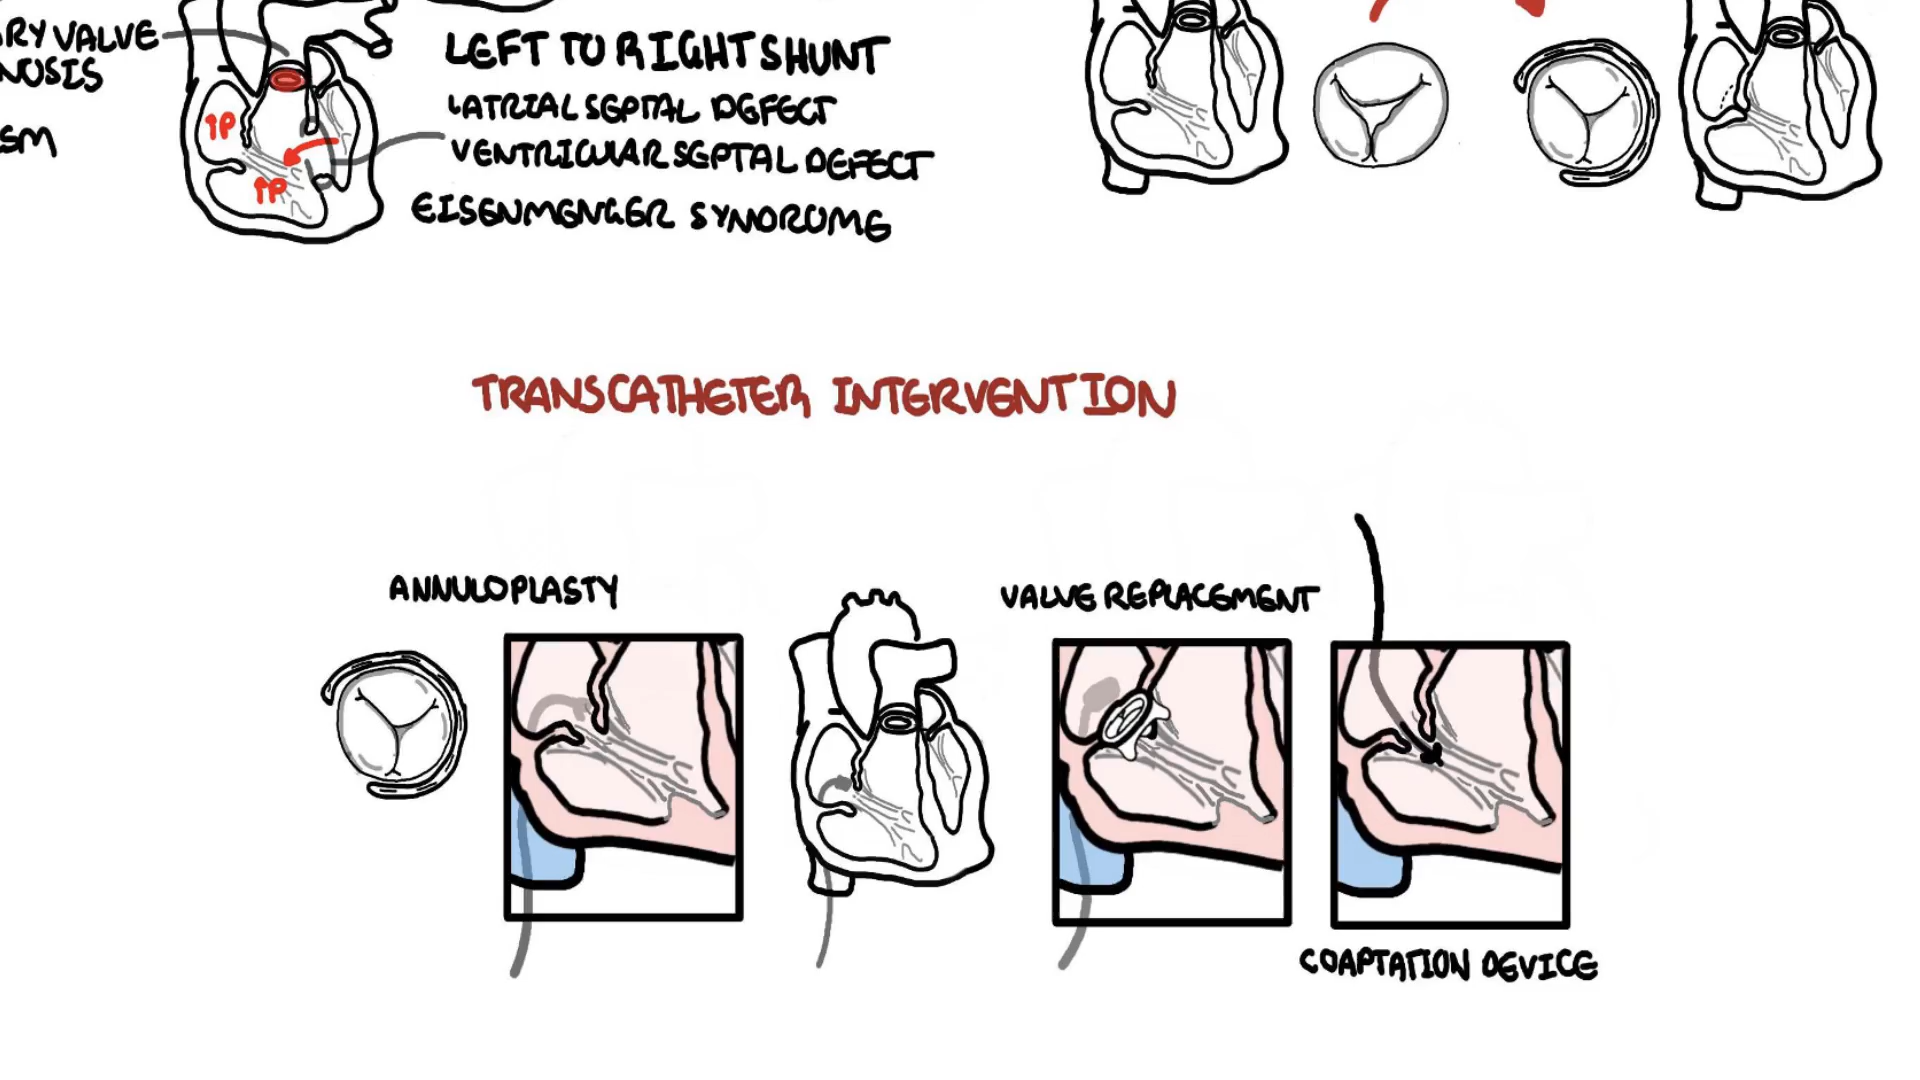 RY VALVE
NOSIS
SM
LEFT TO RIGHT SHUNT
ATRIAL SEPTAL DEFECT
VENTRICULAR SEPTAL DEFECT
EISENMENGER SYNDROME
↑P
↑P
TRANSCATHETER INTERVENTION
ANNULOPLASTY
VALVE REPLACEMENT
COAPTATION DEVICE